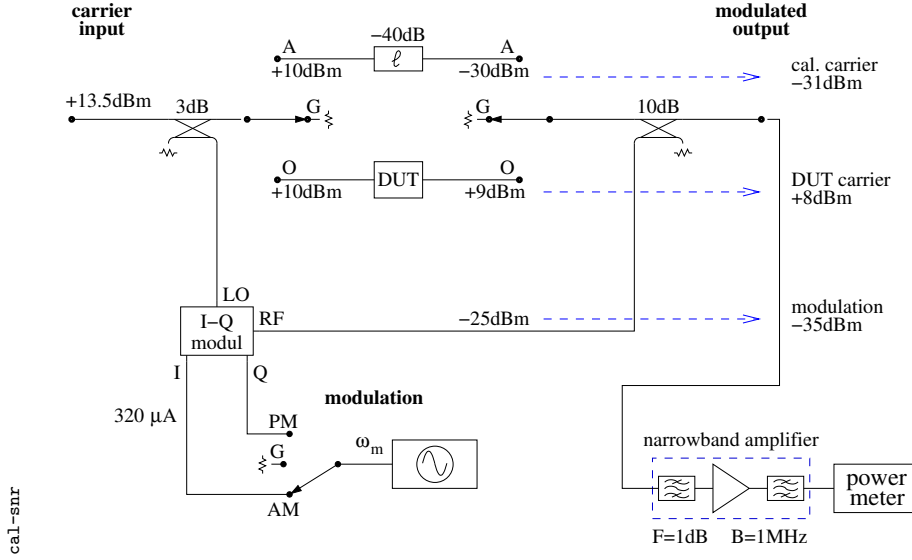 carrier
input
modulated
output
A
−40dB
A
ℓ
+10dBm
−30dBm
cal. carrier
−31dBm
+13.5dBm
3dB
G
G
10dB
O
O
DUT
+10dBm
+9dBm
DUT carrier
+8dBm
LO
I−Q
modul
RF
−25dBm
modulation
−35dBm
I
Q
320 μA
modulation
PM
G
ωm
AM
narrowband amplifier
power
meter
F=1dB
B=1MHz
cal-snr